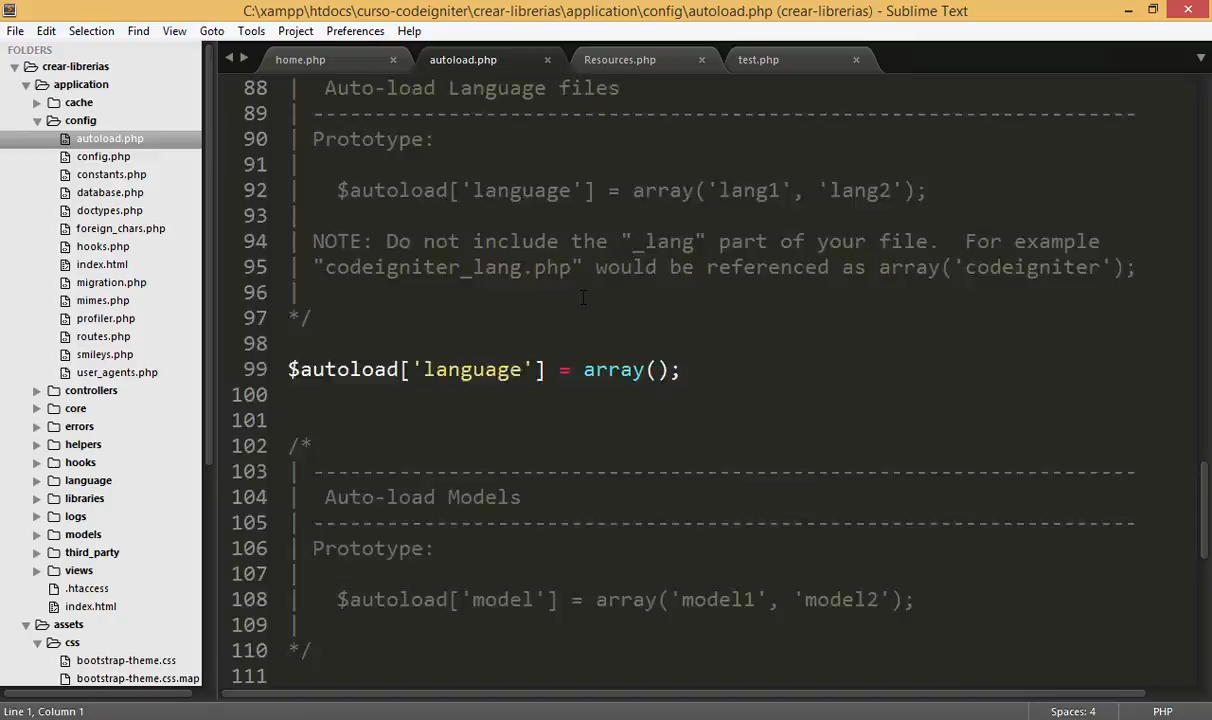 C:\xampp\htdocs\curso-codeigniter\crear-librerias\application\config\autoload.php (crear-librerias) - Sublime Text
File Edit Selection Find View Goto Tools Project Preferences Help
FOLDERS
crear-librerias
application
cache
config
autoload.php
config.php
constants.php
database.php
doctypes.php
foreign_chars.php
hooks.php
index.html
migration.php
mimes.php
profiler.php
routes.php
smileys.php
user_agents.php
controllers
core
errors
helpers
hooks
language
libraries
logs
models
third_party
views
.htaccess
index.html
assets
css
bootstrap-theme.css
bootstrap-theme.css.map
home.php autoload.php Resources.php test.php
88 |  Auto-load Language files
89 | -------------------------------------------------------------------
90 | Prototype:
91 |
92 |   $autoload['language'] = array('lang1', 'lang2');
93 |
94 | NOTE: Do not include the "_lang" part of your file.  For example
95 | "codeigniter_lang.php" would be referenced as array('codeigniter');
96 |
97 */
98
99 $autoload['language'] = array();
100
101
102 /*
103 | -------------------------------------------------------------------
104 |  Auto-load Models
105 | -------------------------------------------------------------------
106 | Prototype:
107 |
108 |   $autoload['model'] = array('model1', 'model2');
109 |
110 */
111
Line 1, Column 1 Spaces: 4 PHP